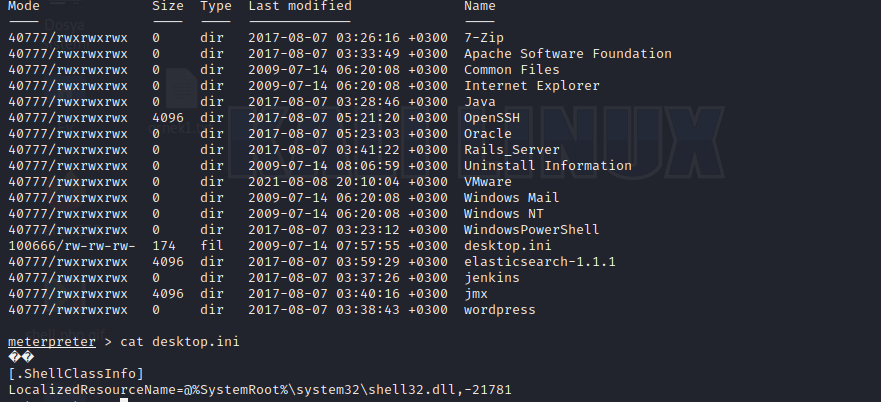 Mode Size Type Last modified Name
---- ---- ---- ------------- ----
40777/rwxrwxrwx 0 dir 2017-08-07 03:26:16 +0300 7-Zip
40777/rwxrwxrwx 0 dir 2017-08-07 03:33:49 +0300 Apache Software Foundation
40777/rwxrwxrwx 0 dir 2009-07-14 06:20:08 +0300 Common Files
40777/rwxrwxrwx 0 dir 2009-07-14 06:20:08 +0300 Internet Explorer
40777/rwxrwxrwx 0 dir 2017-08-07 03:28:46 +0300 Java
40777/rwxrwxrwx 4096 dir 2017-08-07 05:21:20 +0300 OpenSSH
40777/rwxrwxrwx 0 dir 2017-08-07 05:23:03 +0300 Oracle
40777/rwxrwxrwx 0 dir 2017-08-07 03:41:22 +0300 Rails_Server
40777/rwxrwxrwx 0 dir 2009-07-14 08:06:59 +0300 Uninstall Information
40777/rwxrwxrwx 0 dir 2021-08-08 20:10:04 +0300 VMware
40777/rwxrwxrwx 0 dir 2009-07-14 06:20:08 +0300 Windows Mail
40777/rwxrwxrwx 0 dir 2009-07-14 06:20:08 +0300 Windows NT
40777/rwxrwxrwx 0 dir 2017-08-07 03:23:12 +0300 WindowsPowerShell
100666/rw-rw-rw- 174 fil 2009-07-14 07:57:55 +0300 desktop.ini
40777/rwxrwxrwx 4096 dir 2017-08-07 03:59:29 +0300 elasticsearch-1.1.1
40777/rwxrwxrwx 0 dir 2017-08-07 03:37:26 +0300 jenkins
40777/rwxrwxrwx 4096 dir 2017-08-07 03:40:16 +0300 jmx
40777/rwxrwxrwx 0 dir 2017-08-07 03:38:43 +0300 wordpress
meterpreter > cat desktop.ini
��
[.ShellClassInfo]
LocalizedResourceName=@%SystemRoot%\system32\shell32.dll,-21781
Dosya
KALI LINUX